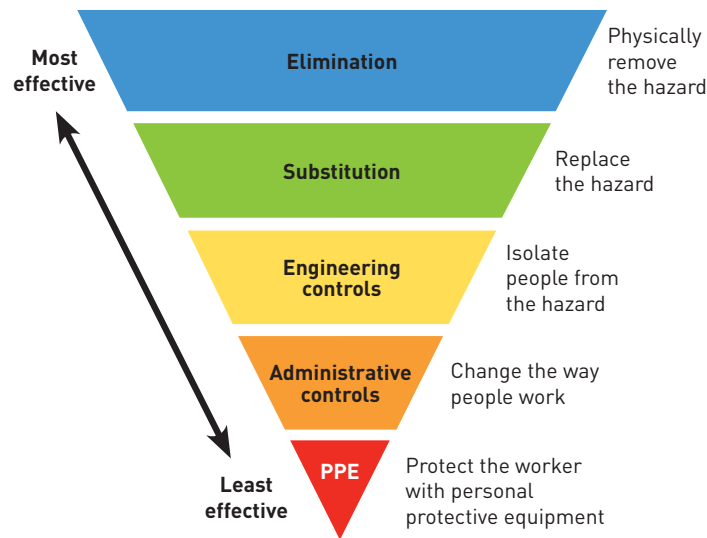 Most
effective
Elimination
Physically
remove
the hazard
Substitution
Replace
the hazard
Engineering
controls
Isolate
people from
the hazard
Administrative
controls
Change the way
people work
PPE
Protect the worker
with personal
protective equipment
Least
effective